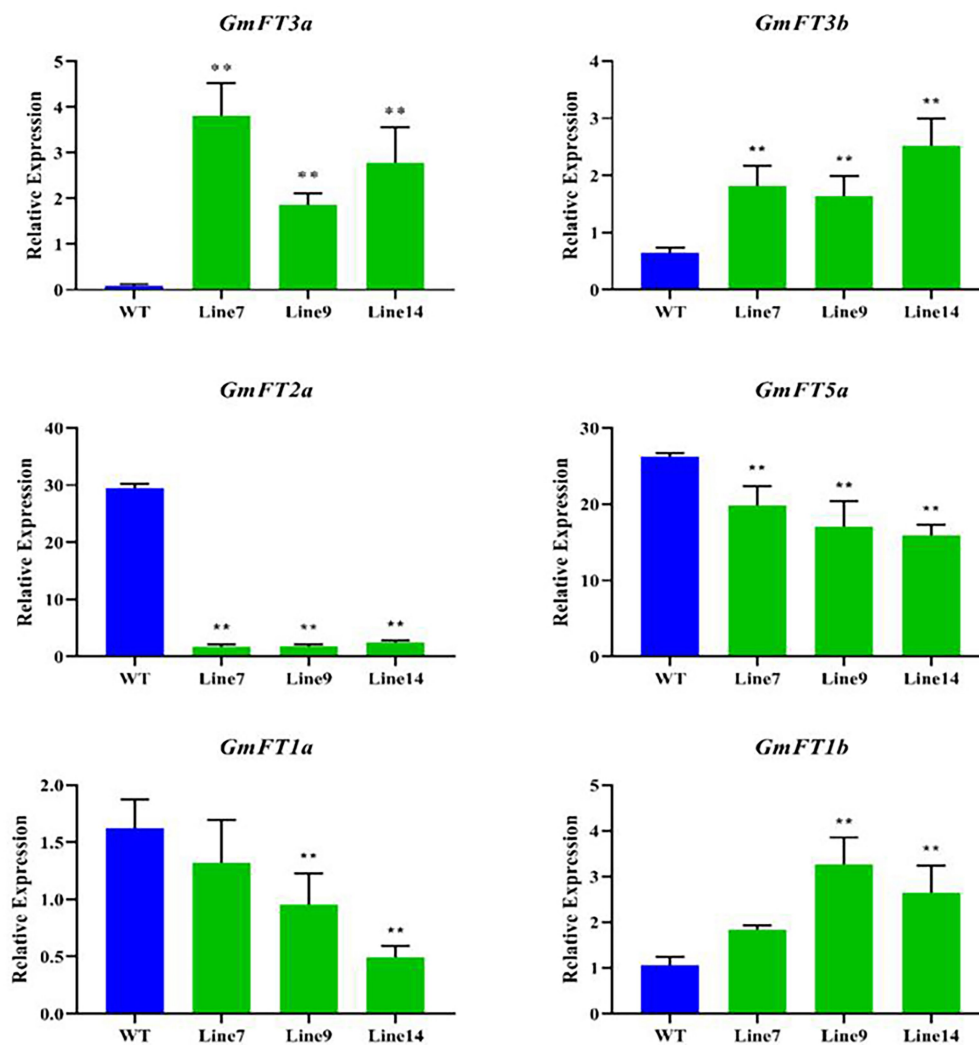 GmFT3a
Relative Expression
5
4
3
2
1
0
** ** **
WT Line7 Line9 Line14
GmFT3b
Relative Expression
4
3
2
1
0
** ** **
WT Line7 Line9 Line14
GmFT2a
Relative Expression
40
30
20
10
0
** ** **
WT Line7 Line9 Line14
GmFT5a
Relative Expression
30
20
10
0
** ** **
WT Line7 Line9 Line14
GmFT1a
Relative Expression
2.0
1.5
1.0
0.5
0.0
** **
WT Line7 Line9 Line14
GmFT1b
Relative Expression
5
4
3
2
1
0
** **
WT Line7 Line9 Line14